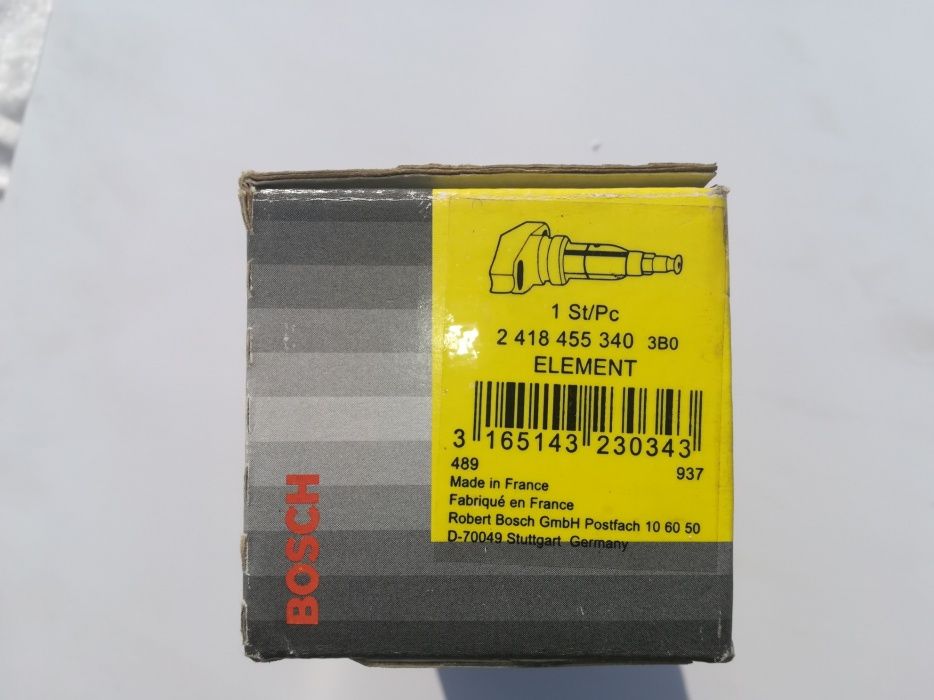 1 St/Pc
2 418 455 340 3B0
ELEMENT
3 165143 230343
489 937
Made in France
Fabriqué en France
Robert Bosch GmbH Postfach 10 60 50
D-70049 Stuttgart Germany
BOSCH